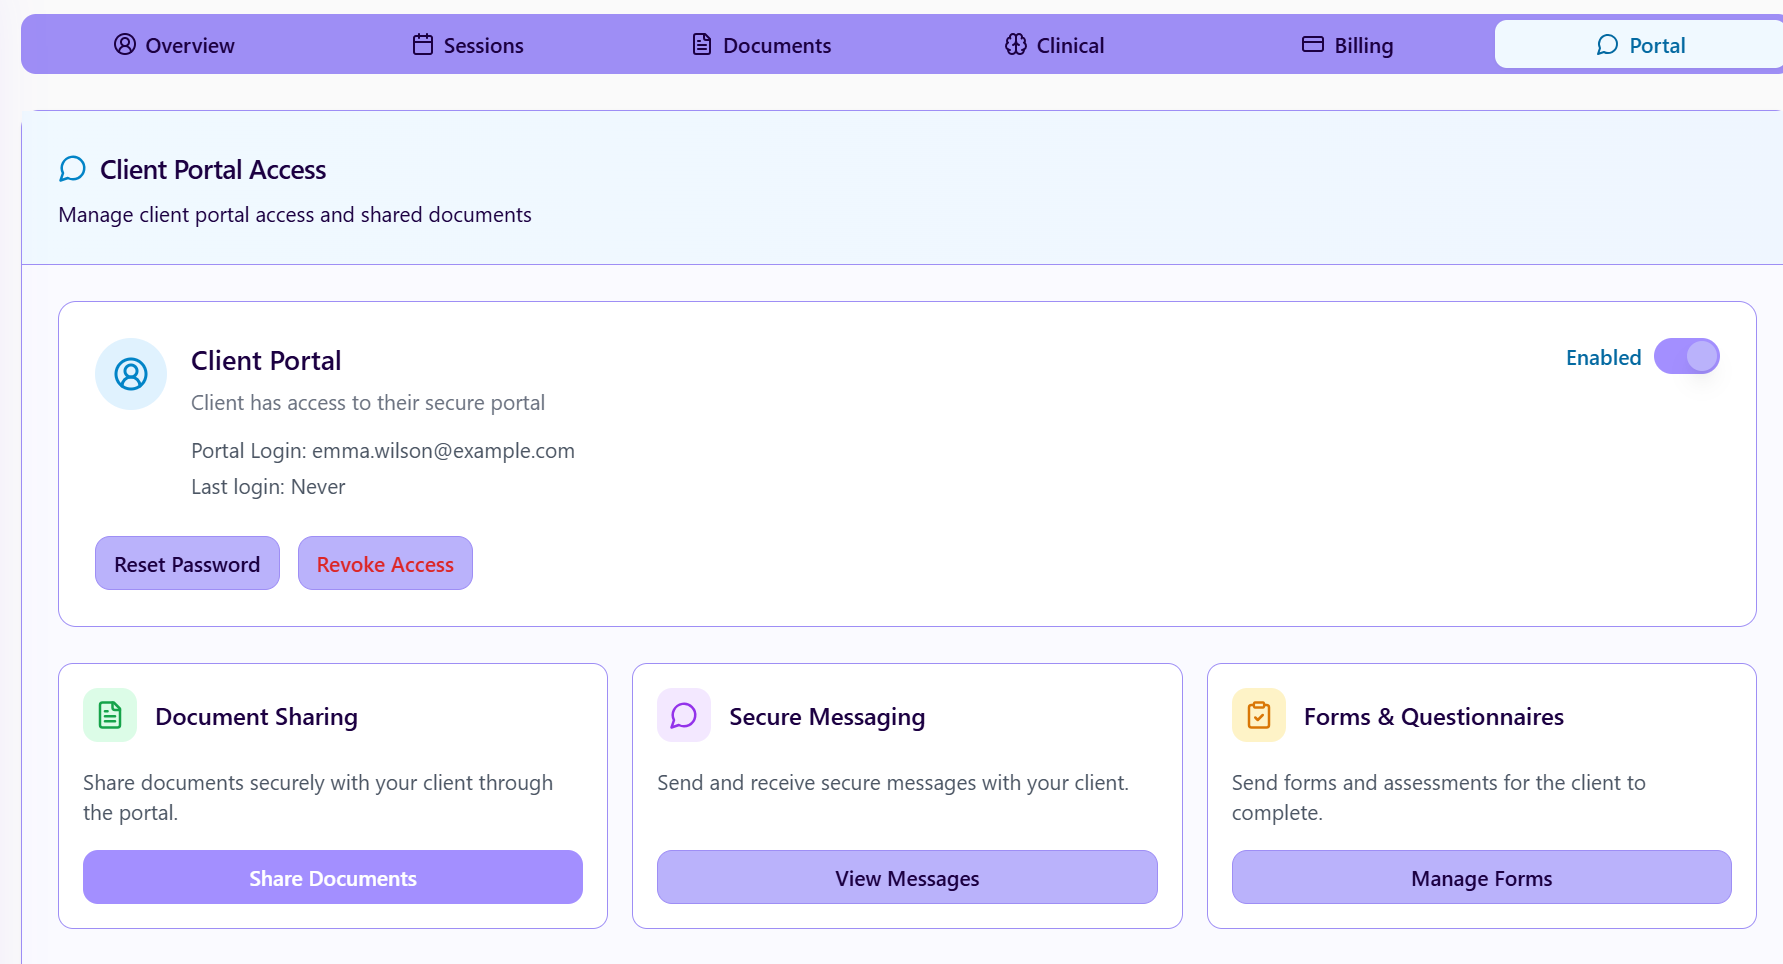 Overview
Sessions
Documents
Clinical
Billing
Portal
Client Portal Access
Manage client portal access and shared documents
Client Portal
Enabled
Client has access to their secure portal
Portal Login: emma.wilson@example.com
Last login: Never
Reset Password
Revoke Access
Document Sharing
Share documents securely with your client through
the portal.
Share Documents
Secure Messaging
Send and receive secure messages with your client.
View Messages
Forms & Questionnaires
Send forms and assessments for the client to
complete.
Manage Forms